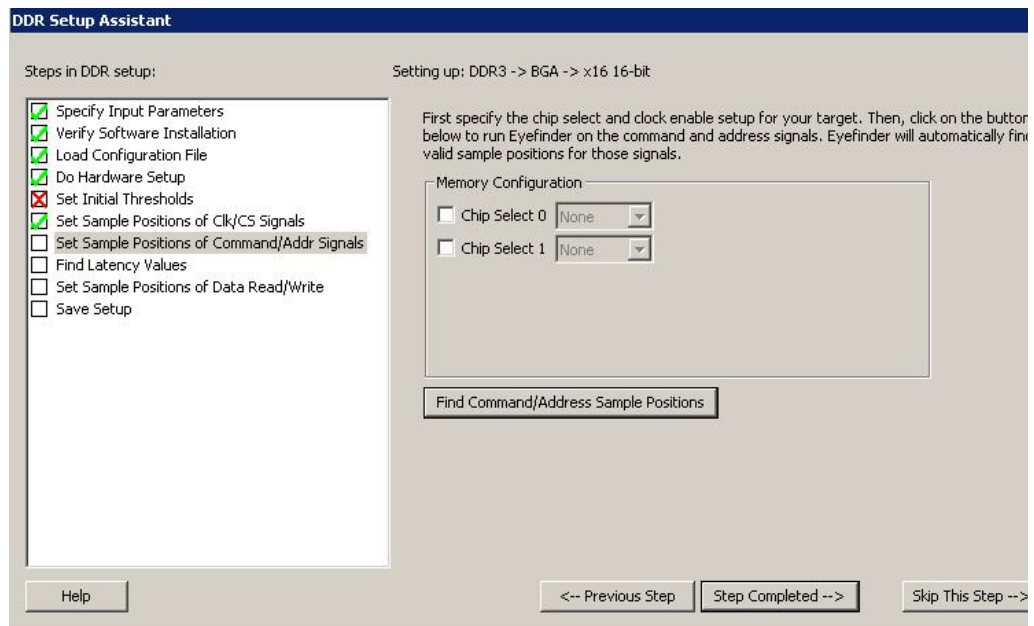 DDR Setup Assistant
Steps in DDR setup:
Setting up: DDR3 -> BGA -> x16 16-bit
Specify Input Parameters
Verify Software Installation
Load Configuration File
Do Hardware Setup
Set Initial Thresholds
Set Sample Positions of Clk/CS Signals
Set Sample Positions of Command/Addr Signals
Find Latency Values
Set Sample Positions of Data Read/Write
Save Setup
First specify the chip select and clock enable setup for your target. Then, click on the button
below to run Eyefinder on the command and address signals. Eyefinder will automatically find
valid sample positions for those signals.
Memory Configuration
Chip Select 0 None
Chip Select 1 None
Find Command/Address Sample Positions
Help
<-- Previous Step
Step Completed -->
Skip This Step -->